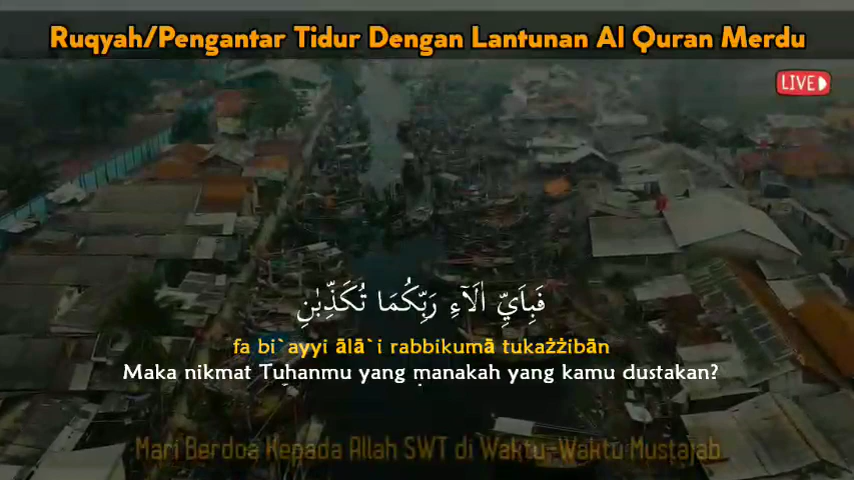 Ruqyah/Pengantar Tidur Dengan Lantunan Al Quran Merdu
LIVE
فَبِاَيِّ اٰلَاۤءِ رَبِّكُمَا تُكَذِّبٰنِ
fa bi`ayyi ālā`i rabbikumā tukażżibān
Maka nikmat Tuhanmu yang manakah yang kamu dustakan?
Mari Berdoa Kepada Allah SWT di Waktu-Waktu Mustajab